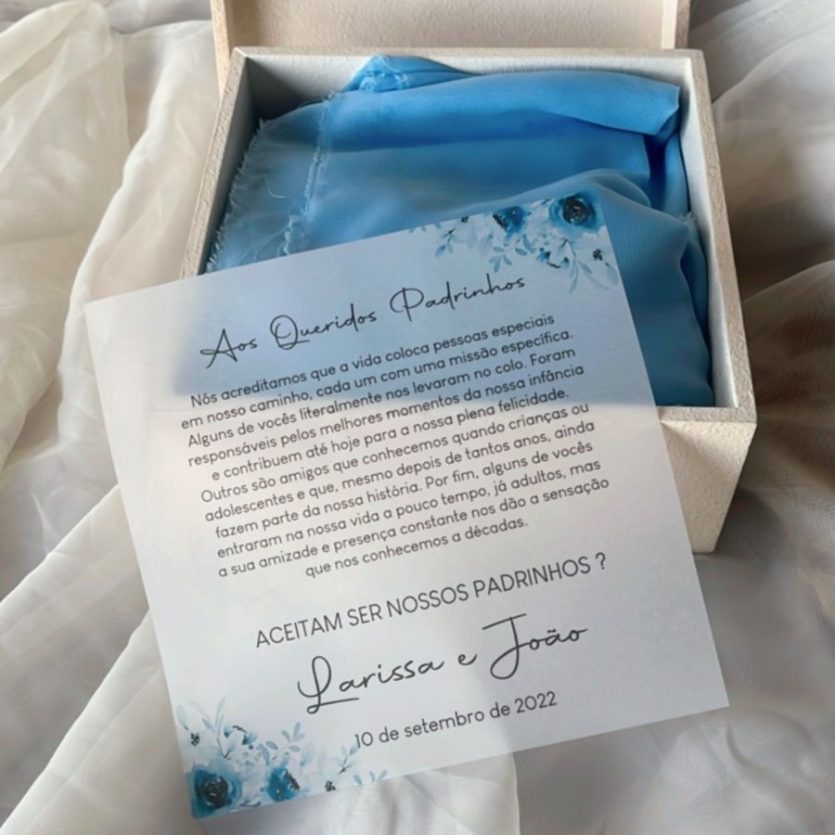 Aos Queridos Padrinhos
Nós acreditamos que a vida coloca pessoas especiais
em nosso caminho, cada um com uma missão específica.
Alguns de vocês literalmente nos levaram no colo. Foram
responsáveis pelos melhores momentos da nossa infância
e contribuem até hoje para a nossa plena felicidade.
Outros são amigos que conhecemos quando crianças ou
adolescentes e que, mesmo depois de tantos anos, ainda
fazem parte da nossa história. Por fim, alguns de vocês
entraram na nossa vida a pouco tempo, já adultos, mas
a sua amizade e presença constante nos dão a sensação
que nos conhecemos a décadas.
ACEITAM SER NOSSOS PADRINHOS ?
Larissa e João
10 de setembro de 2022